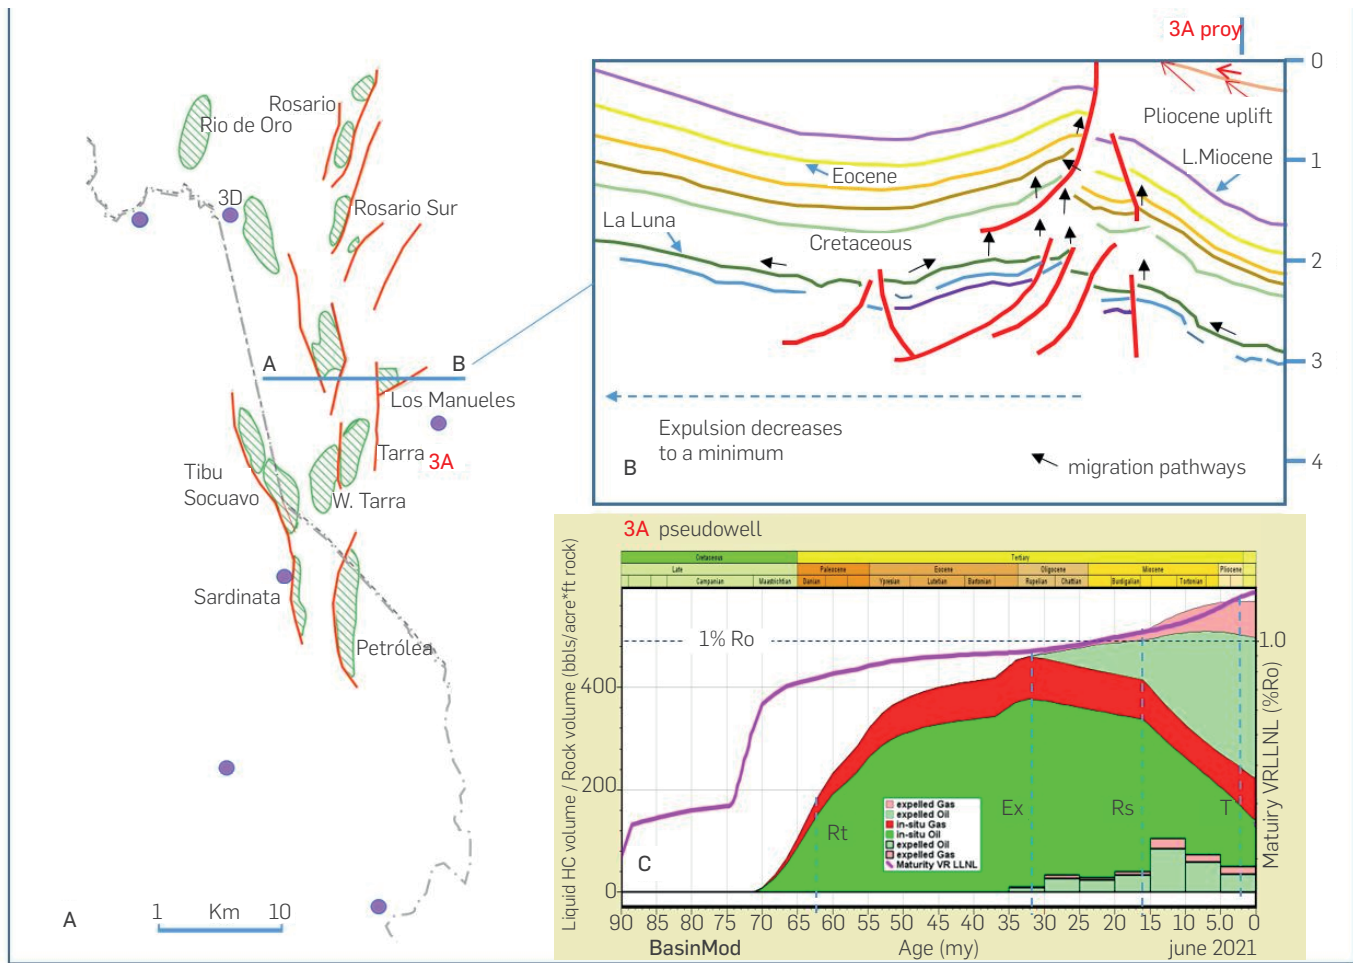 3A proy
0
Pliocene uplift
1
L.Miocene
Eocene
La Luna
Cretaceous
2
3
Expulsion decreases
to a minimum
B
migration pathways
4
Rosario
Rio de Oro
3D
Rosario Sur
A
B
Los Manueles
Tarra
3A
Tibu
Socuavo
W. Tarra
Sardinata
Petrólea
A
1
Km
10
3A pseudowell
Cretaceous
Tertiary
Late
Paleocene
Eocene
Oligocene
Miocene
Pliocene
Campanian
Maastrichtian
Danian
Ypresian
Lutetian
Bartonian
Rupelian
Chattian
Burdigalian
Tortonian
Liquid HC volume / Rock volume (bbls/acre*ft rock)
1% Ro
1.0
400
200
0
Rt
Ex
Rs
T
expelled Gas
expelled Oil
in-situ Gas
in-situ Oil
expelled Oil
expelled Gas
Maturity VR LLNL
C
Matuiry VRLLNL (%Ro)
90 85 80 75 70 65 60 55 50 45 40 35 30 25 20 15 10 5.0 0
BasinMod
Age (my)
june 2021